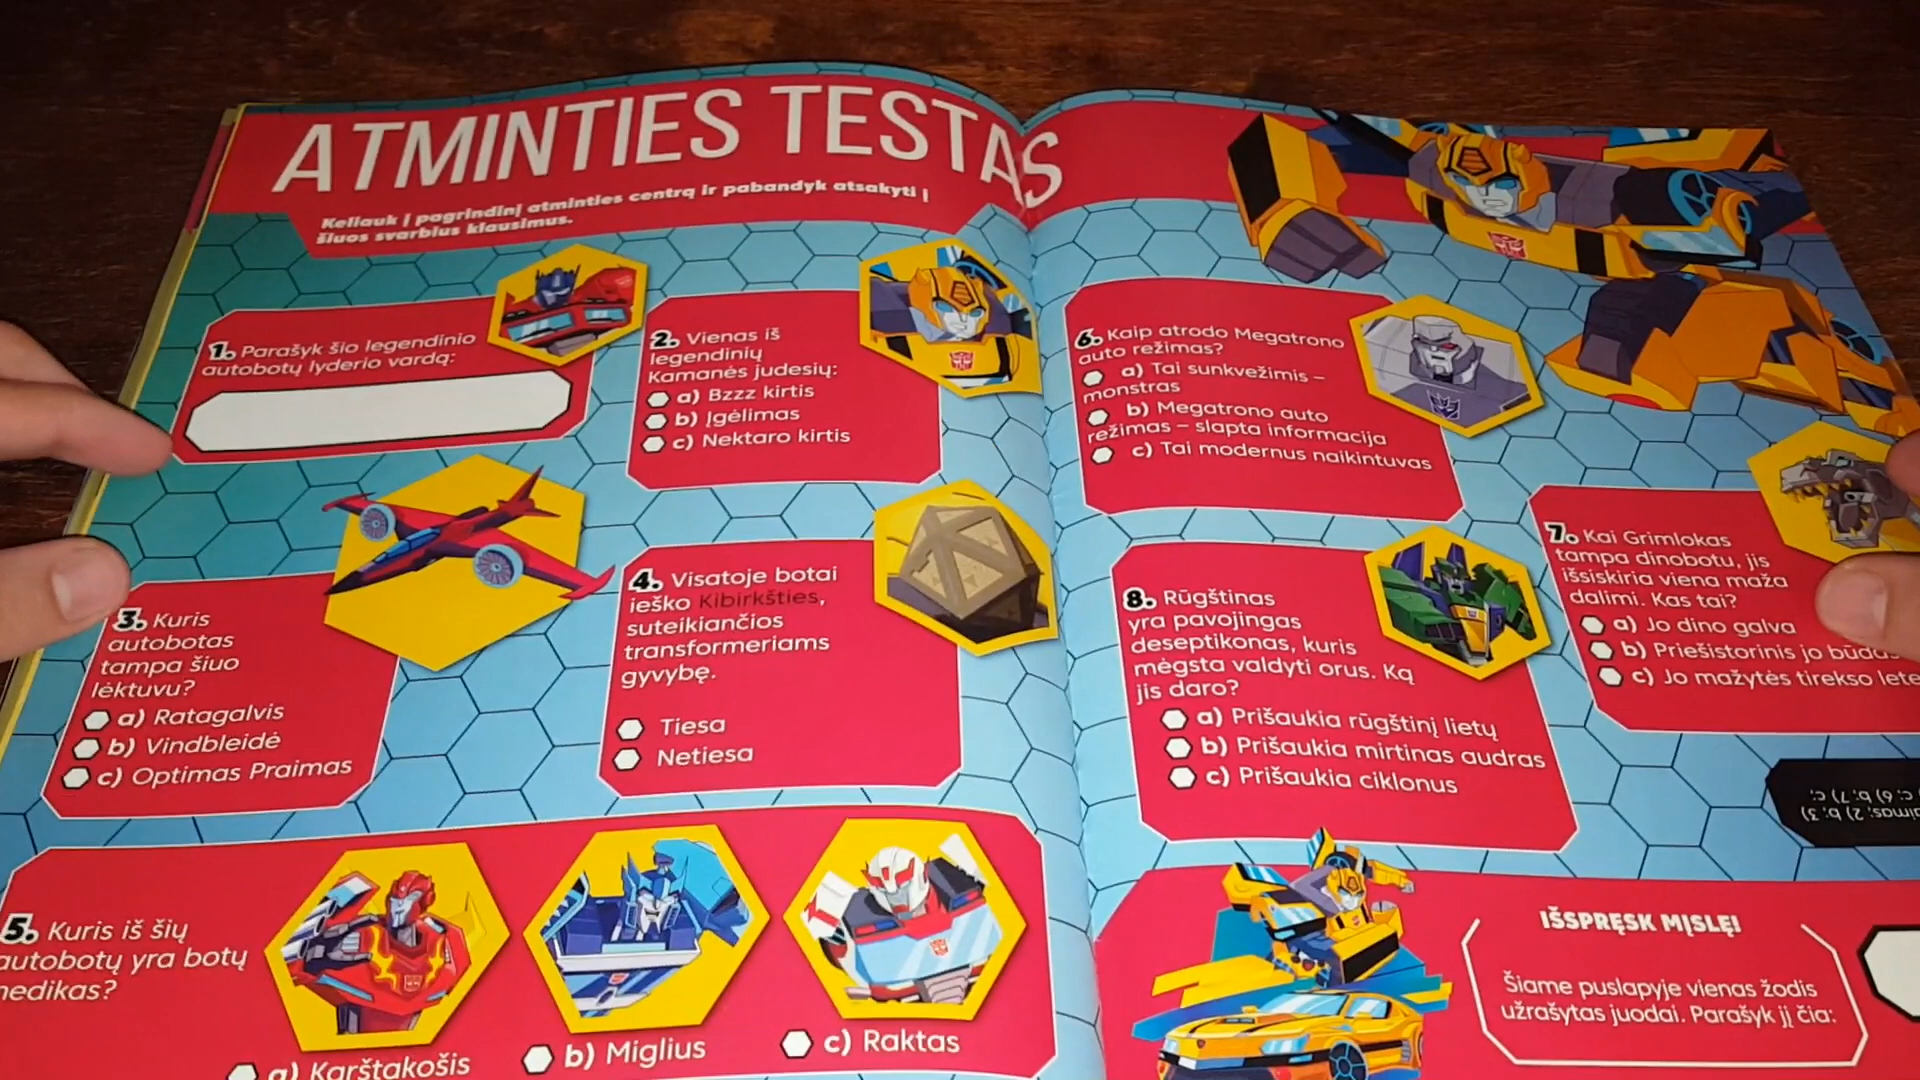 ATMINTIES TESTAS
Keliauk į pagrindinį atminties centrą ir pabandyk atsakyti į
šiuos svarbius klausimus.
1. Parašyk šio legendinio
autobotų lyderio vardą:
2. Vienas iš
legendinių
Kamanės judesių:
a) Bzzz kirtis
b) Įgėlimas
c) Nektaro kirtis
3. Kuris
autobotas
tampa šiuo
lėktuvu?
a) Ratagalvis
b) Vindbleidė
c) Optimas Praimas
4. Visatoje botai
ieško Kibirkšties,
suteikiančios
transformeriams
gyvybę.
Tiesa
Netiesa
5. Kuris iš šių
autobotų yra botų
medikas?
a) Karštakošis
b) Miglius
c) Raktas
6. Kaip atrodo Megatrono
auto režimas?
a) Tai sunkvežimis –
monstras
b) Megatrono auto
režimas – slapta informacija
c) Tai modernus naikintuvas
7. Kai Grimlokas
tampa dinobotu, jis
išsiskiria viena maža
dalimi. Kas tai?
a) Jo dino galva
b) Priešistorinis jo
c) Jo mažytės tirekso
8. Rūgštinas
yra pavojingas
deseptikonas, kuris
mėgsta valdyti orus. Ką
jis daro?
a) Prišaukia rūgštinį lietų
b) Prišaukia mirtinas audras
c) Prišaukia ciklonus
c; 6) b; 7) c;
2) b; 3)
IŠSPRĘSK MĮSLĘ!
Šiame puslapyje vienas žodis
užrašytas juodai. Parašyk jį čia: